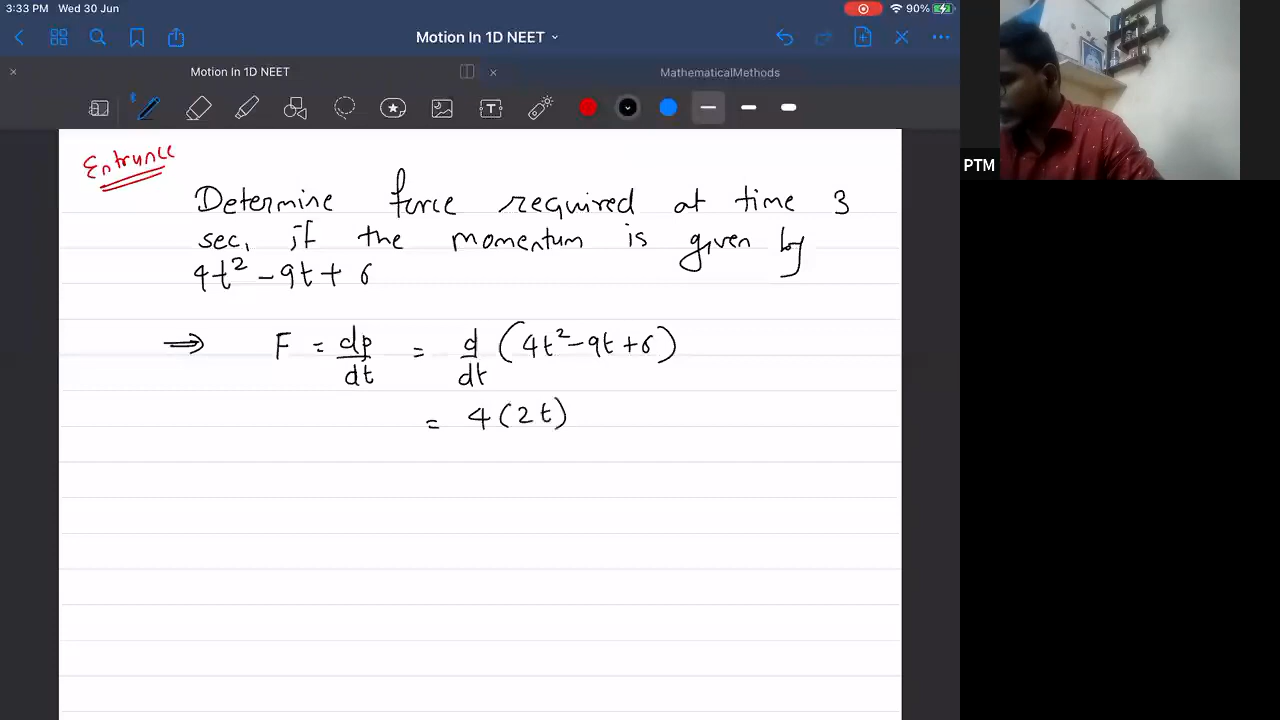 3:33 PM Wed 30 Jun
90%
Motion In 1D NEET
Motion In 1D NEET
MathematicalMethods
PTM
Entrance
Determine force required at time 3
sec, if the momentum is given by
4t² - 9t + 6
⇒ F = dp/dt = d/dt (4t² - 9t + 6)
= 4(2t)